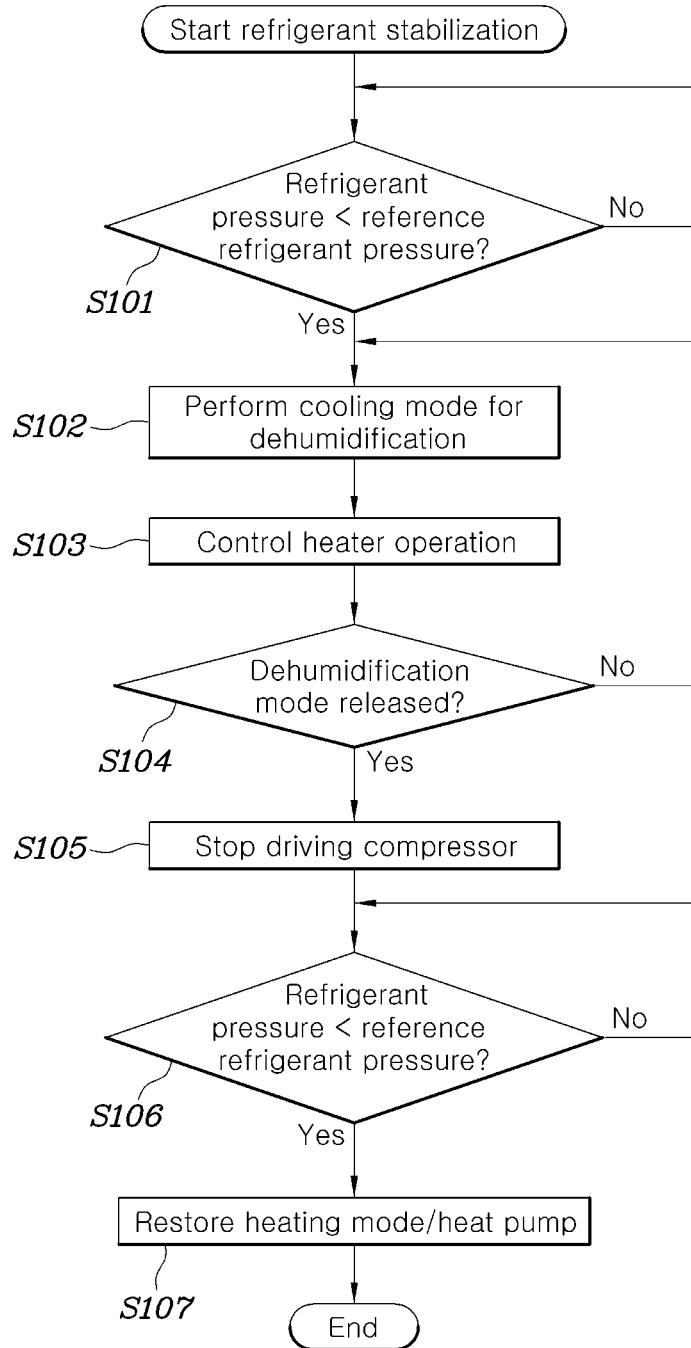 Start refrigerant stabilization
Refrigerant
pressure < reference
refrigerant pressure?
No
S101
Yes
S102
Perform cooling mode for
dehumidification
S103
Control heater operation
Dehumidification
mode released?
No
S104
Yes
S105
Stop driving compressor
Refrigerant
pressure < reference
refrigerant pressure?
No
S106
Yes
Restore heating mode/heat pump
S107
End